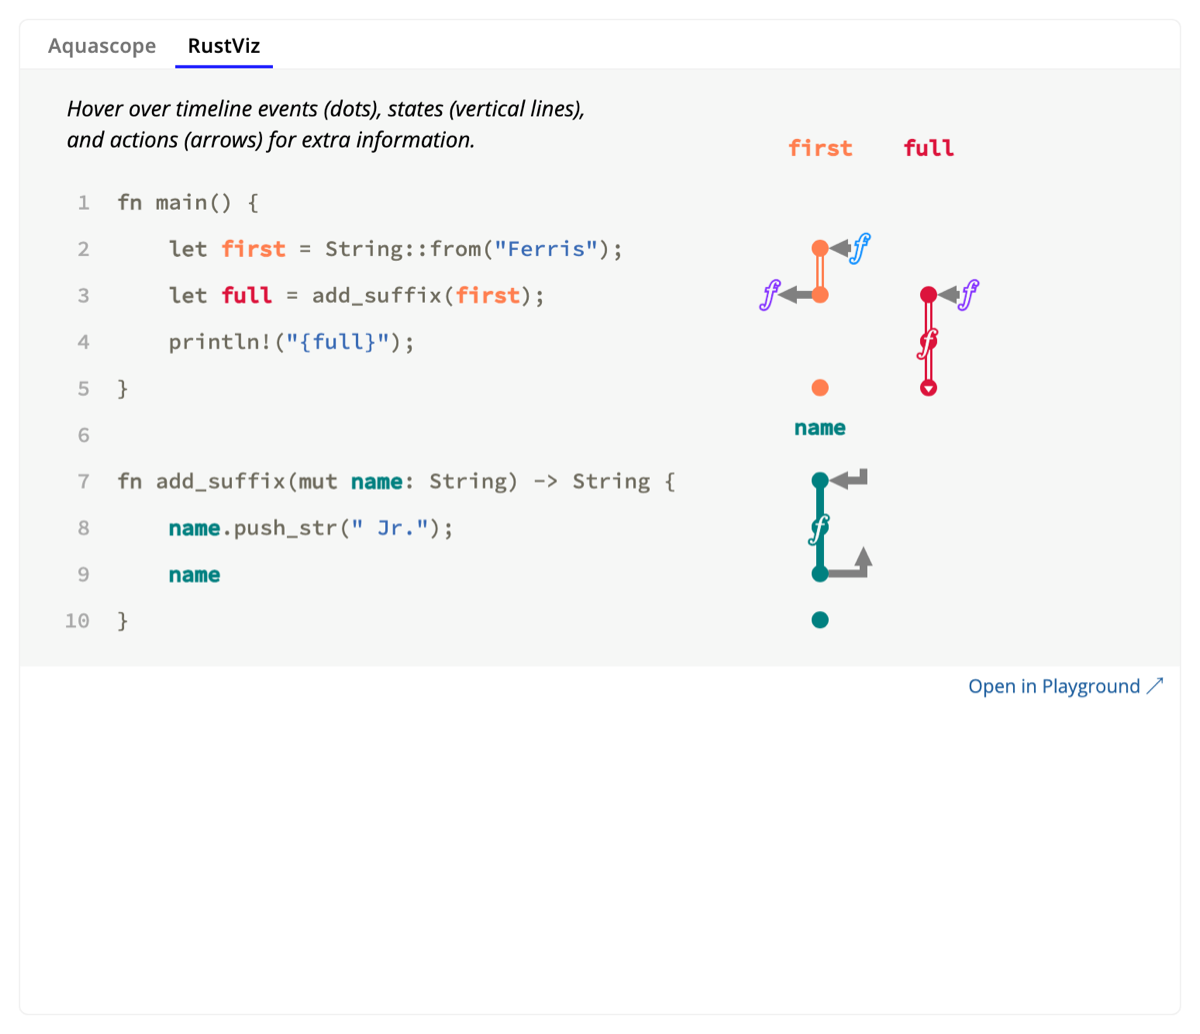 Aquascope RustViz
Hover over timeline events (dots), states (vertical lines),
and actions (arrows) for extra information.
first full
1 fn main() {
2     let first = String::from("Ferris");
f
3     let full = add_suffix(first);
f f
4     println!("{full}");
f
5 }
name
6
7 fn add_suffix(mut name: String) -> String {
8     name.push_str(" Jr.");
f
9     name
10 }
Open in Playground